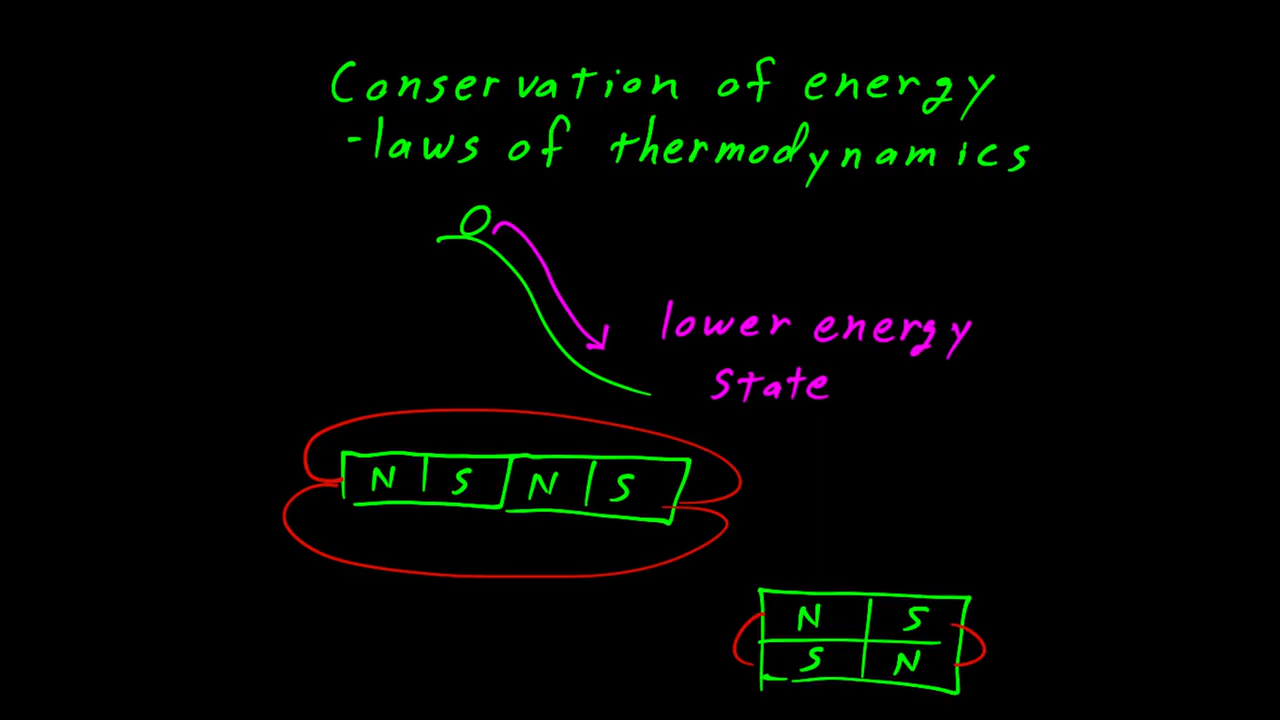 Conservation of energy
-laws of thermodynamics
lower energy
state
N S N S
N S
S N